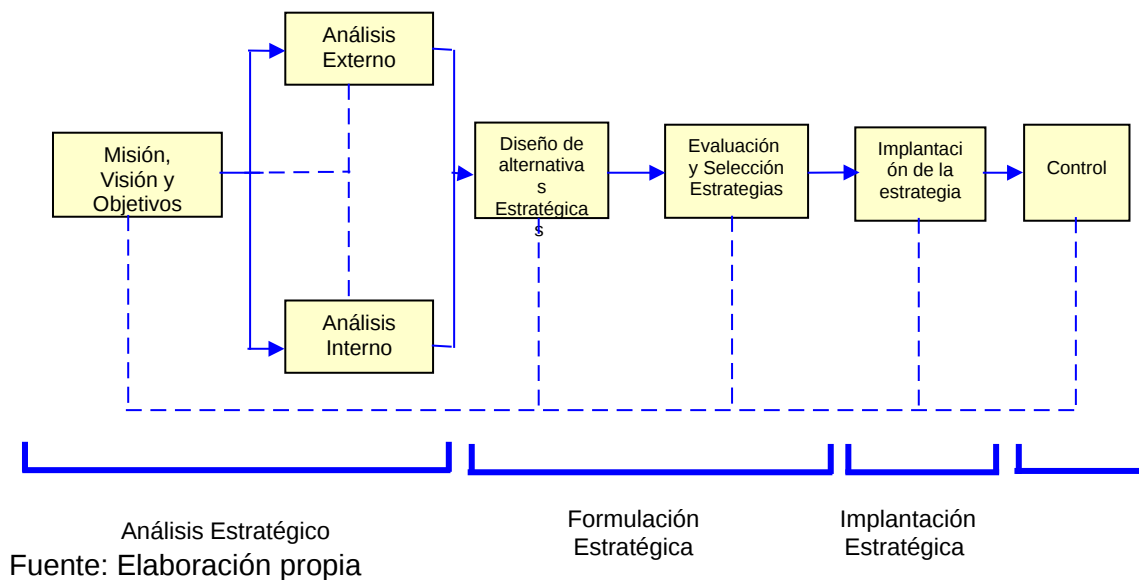 Análisis
Externo
Misión,
Visión y
Objetivos
Análisis
Interno
Diseño de
alternativa
s
Estratégica
s
Evaluación
y Selección
Estrategias
Implantaci
ón de la
estrategia
Control
Análisis Estratégico
Formulación
Estratégica
Implantación
Estratégica
Fuente: Elaboración propia